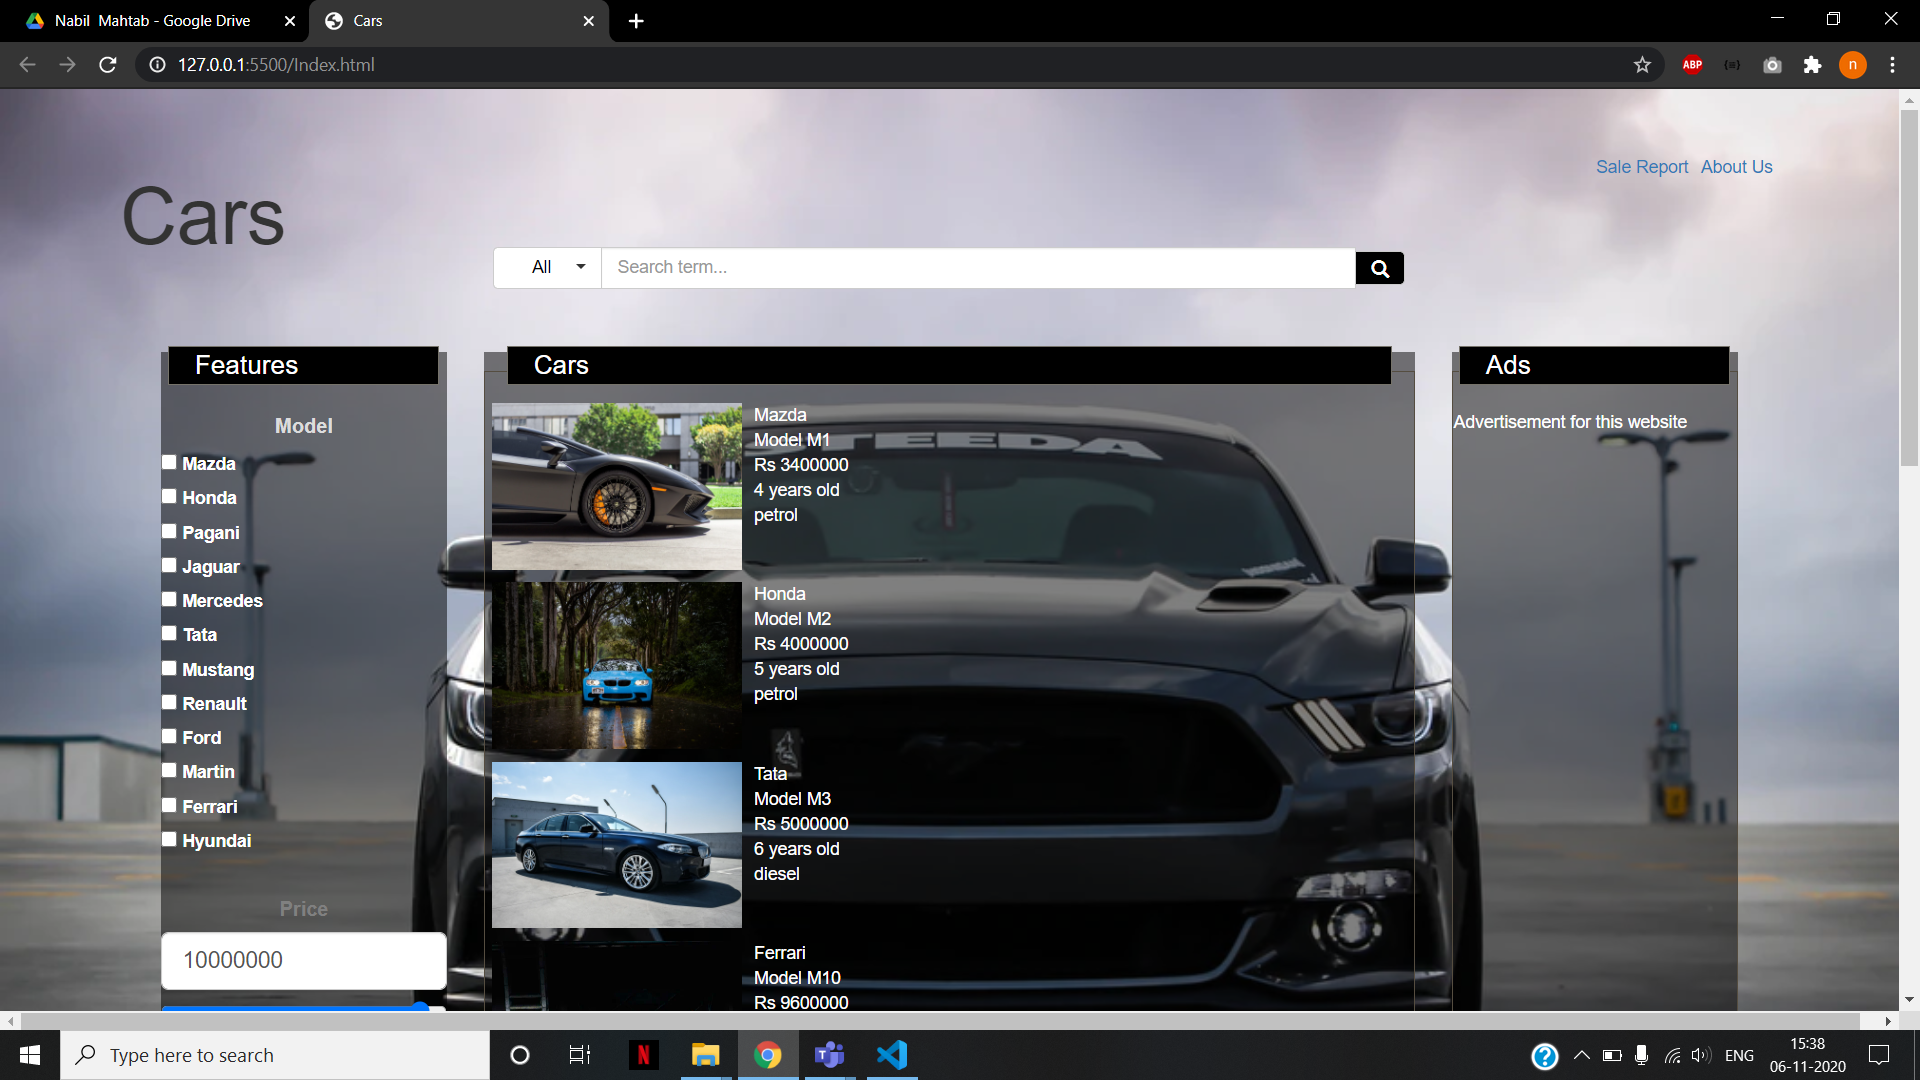 Nabil  Mahtab - Google Drive
Cars
127.0.0.1:5500/Index.html
ABP
n
Sale Report
About Us
Cars
All
Search term...
Features
Model
Mazda
Honda
Pagani
Jaguar
Mercedes
Tata
Mustang
Renault
Ford
Martin
Ferrari
Hyundai
Price
10000000
Cars
STEEDA
Mazda
Model M1
Rs 3400000
4 years old
petrol
Honda
Model M2
Rs 4000000
5 years old
petrol
Tata
Model M3
Rs 5000000
6 years old
diesel
Ferrari
Model M10
Rs 9600000
Ads
Advertisement for this website
Type here to search
N
T
ENG
15:38
06-11-2020